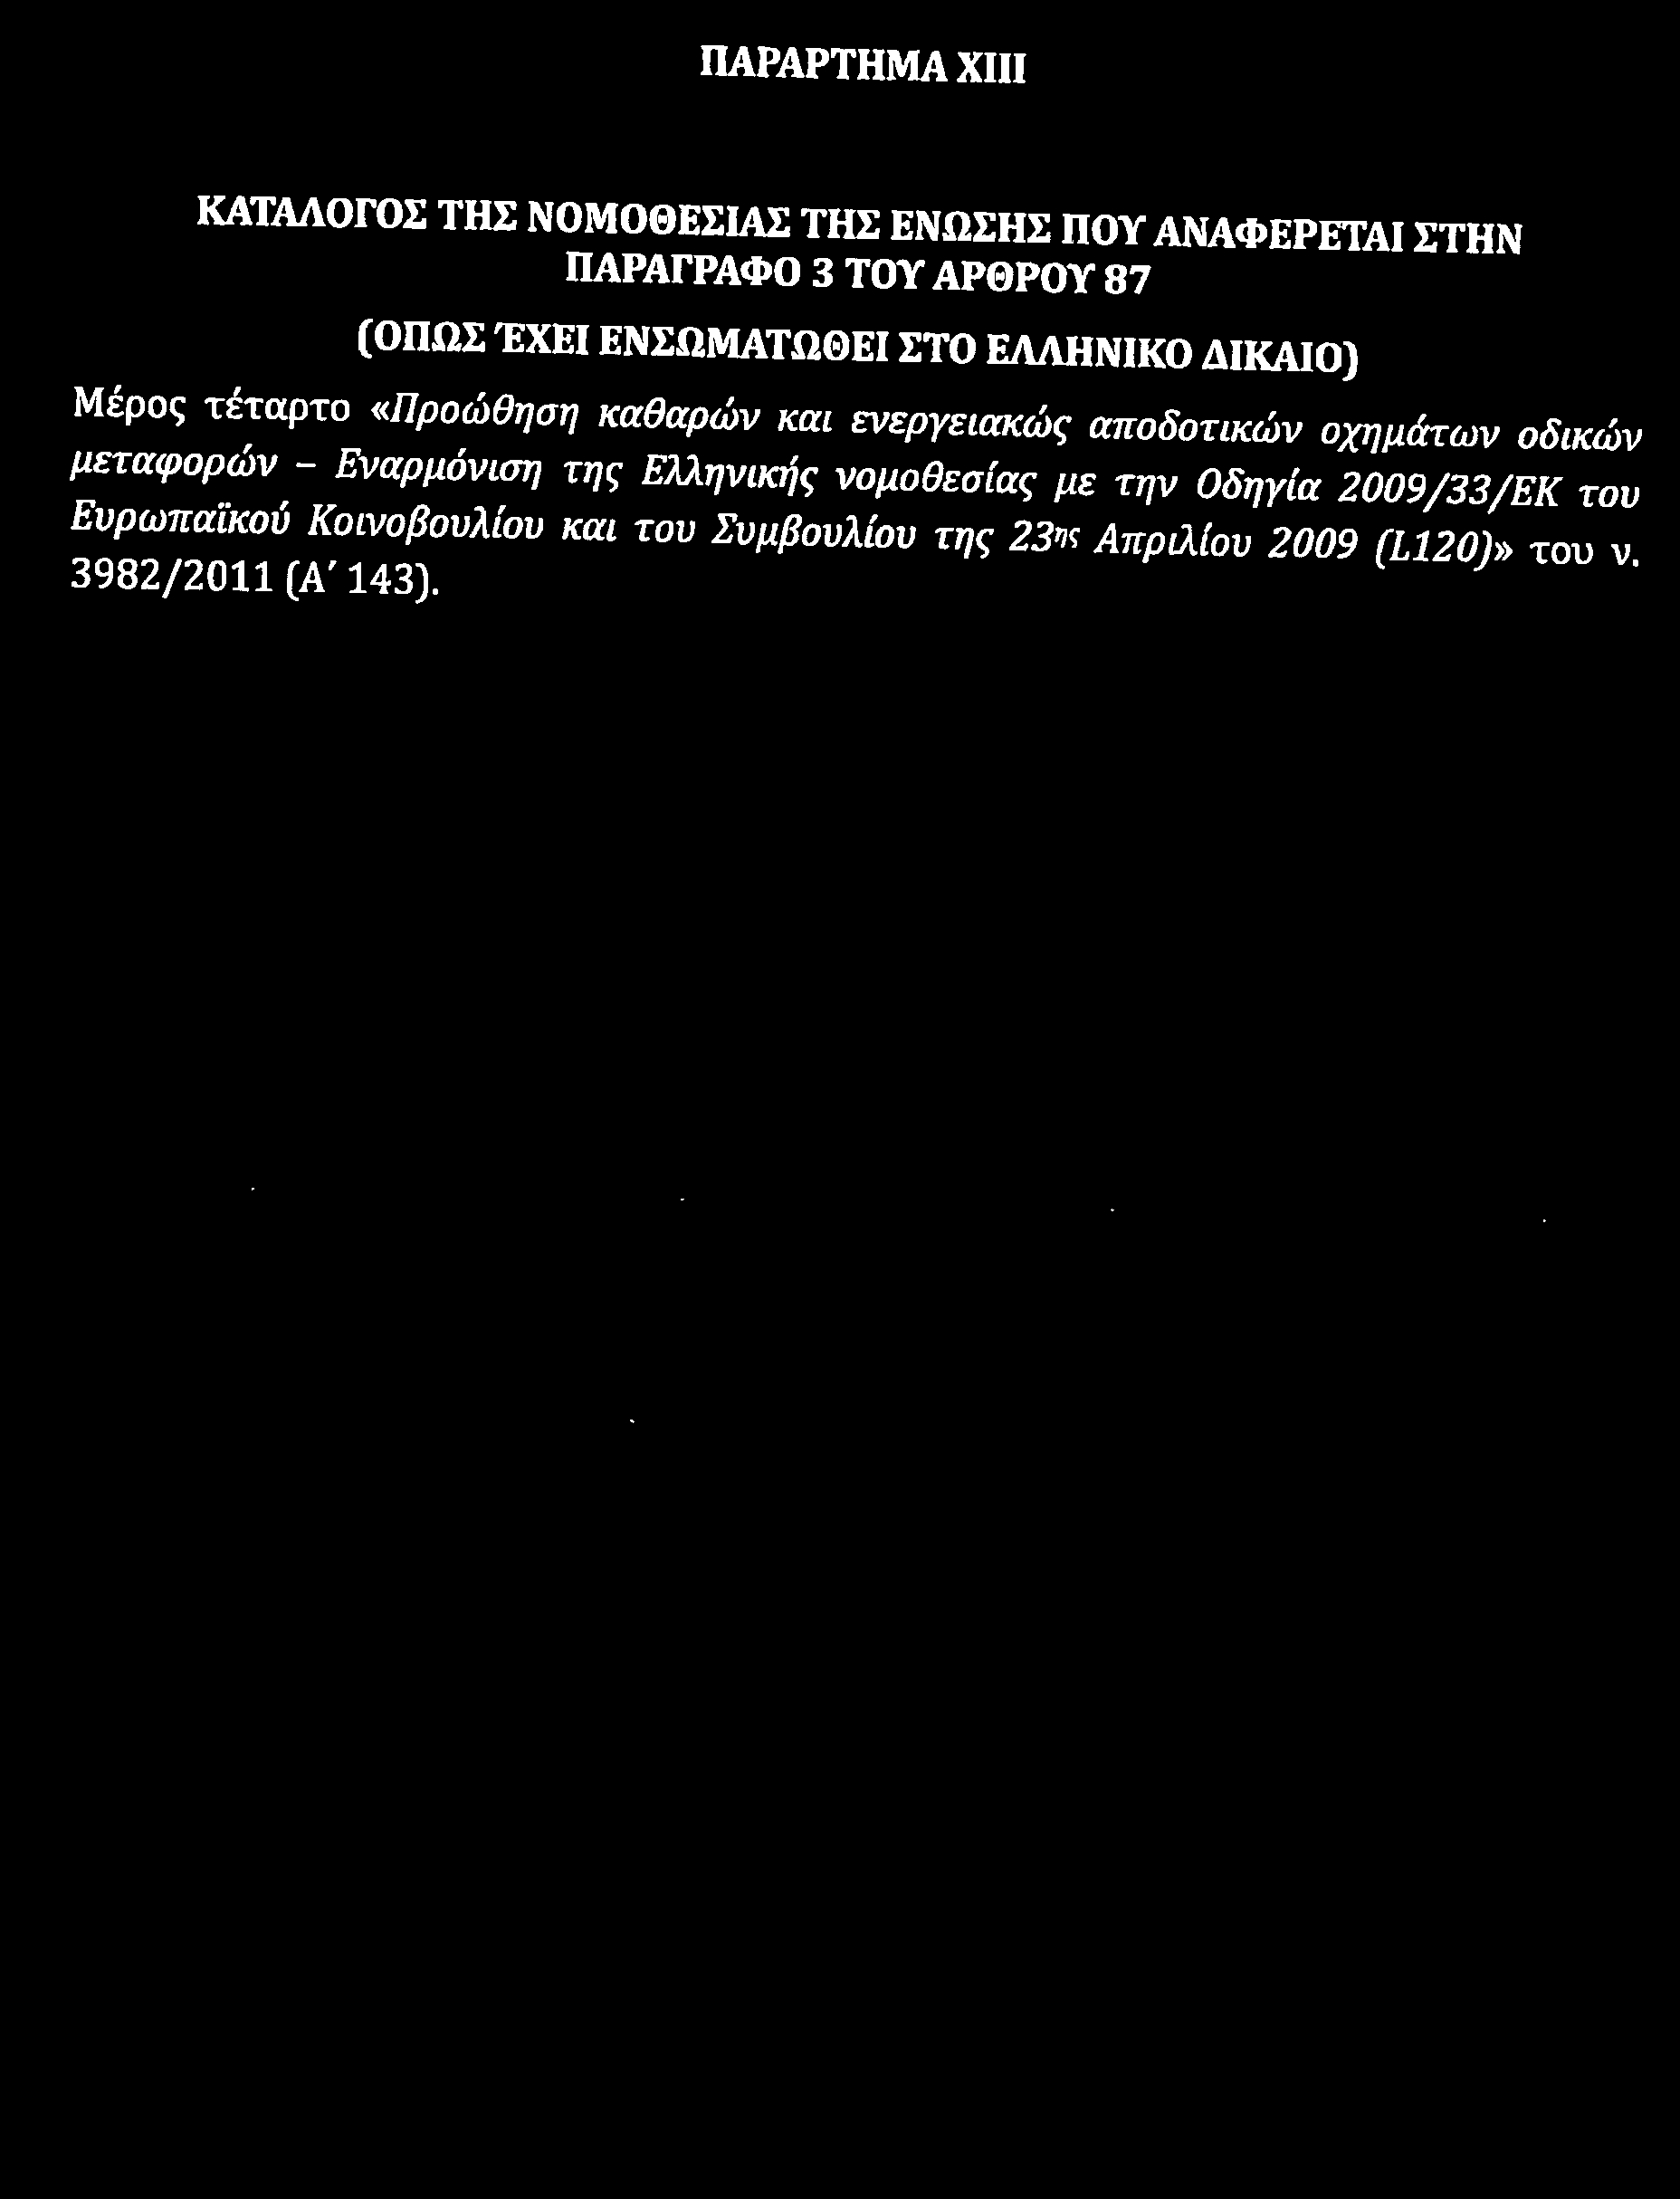 ΠΑΡΑΡΤΗΜΑ XIII
ΚΑΤΑΛΟΓΟΣ ΤΗΣ ΝΟΜΟΘΕΣΙΑΣ ΤΗΣ ΕΝΩΣΗΣ ΠΟΥ ΑΝΑΦΕΡΕΤΑΙ ΣΤΗΝ
ΠΑΡΑΓΡΑΦΟ 3 ΤΟΥ ΑΡΘΡΟΥ 87
(ΟΠΩΣ ΈΧΕΙ ΕΝΣΩΜΑΤΩΘΕΙ ΣΤΟ ΕΛΛΗΝΙΚΟ ΔΙΚΑΙΟ)
Μέρος τέταρτο «Προώθηση καθαρών και ενεργειακώς αποδοτικών οχημάτων οδικών
μεταφορών – Εναρμόνιση της Ελληνικής νομοθεσίας με την Οδηγία 2009/33/ΕΚ του
Ευρωπαϊκού Κοινοβουλίου και του Συμβουλίου της 23ης Απριλίου 2009 (L120)» του ν.
3982/2011 (Α' 143).